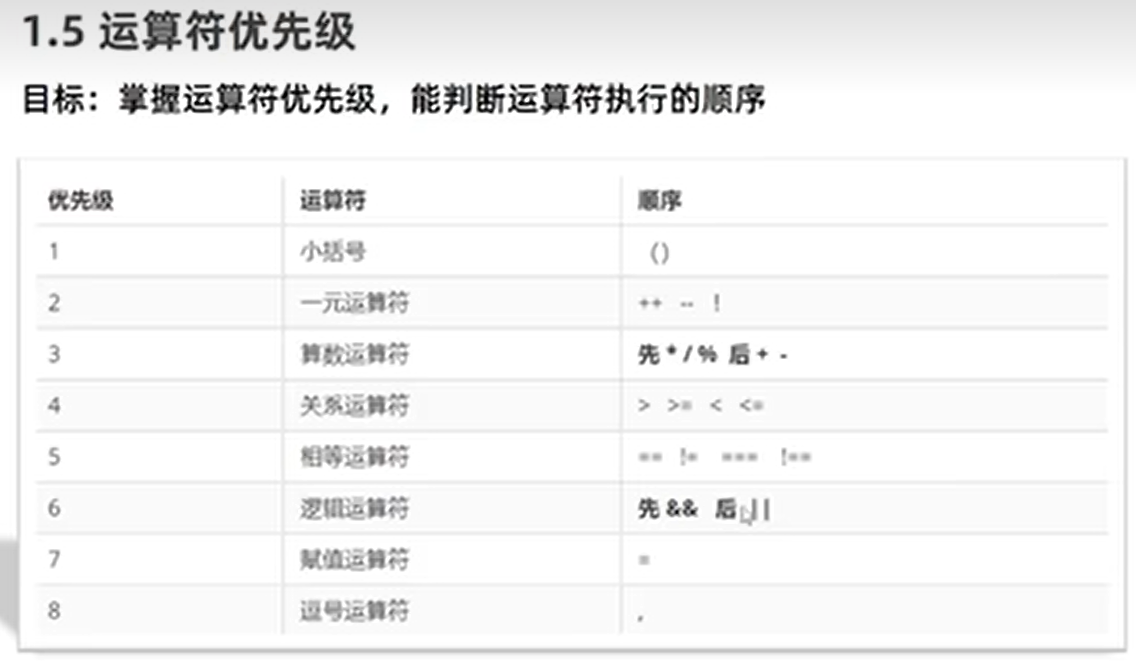 1.5 运算符优先级
目标：掌握运算符优先级，能判断运算符执行的顺序
优先级 运算符 顺序
1 小括号 ()
2 一元运算符 ++ -- !
3 算数运算符 先 * / % 后 + -
4 关系运算符 > >= < <=
5 相等运算符 == != === !==
6 逻辑运算符 先 && 后 ||
7 赋值运算符 =
8 逗号运算符 ,